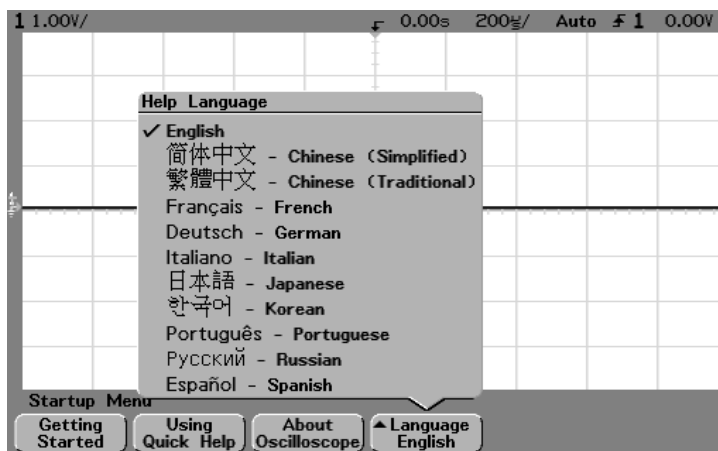 1 1.00V/ 0.00s 200㎲/ Auto 1 0.00V
Help Language
✓ English
简体中文 - Chinese (Simplified)
繁體中文 - Chinese (Traditional)
Français - French
Deutsch - German
Italiano - Italian
日本語 - Japanese
한국어 - Korean
Português - Portuguese
Русский - Russian
Español - Spanish
Startup Menu
Getting Started
Using Quick Help
About Oscilloscope
Language English